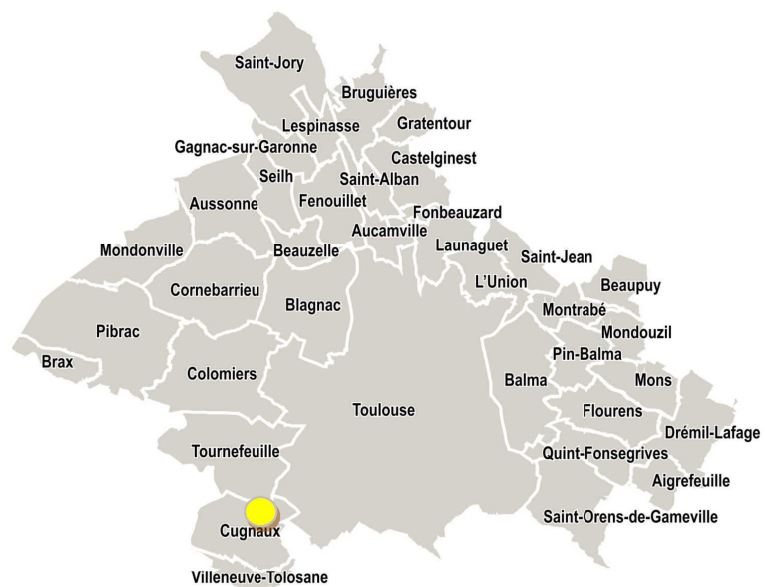 Saint-Jory
Bruguières
Lespinasse
Gratentour
Gagnac-sur-Garonne
Castelginest
Seilh
Saint-Alban
Aussonne
Fenouillet
Fonbeauzard
Aucamville
Launaguet
Mondonville
Beauzelle
Saint-Jean
L'Union
Beaupuy
Cornebarrieu
Blagnac
Montrabé
Pibrac
Mondouzil
Pin-Balma
Brax
Colomiers
Balma
Mons
Toulouse
Flourens
Drémil-Lafage
Tournefeuille
Quint-Fonsegrives
Aigrefeuille
Saint-Orens-de-Gameville
Cugnaux
Villeneuve-Tolosane